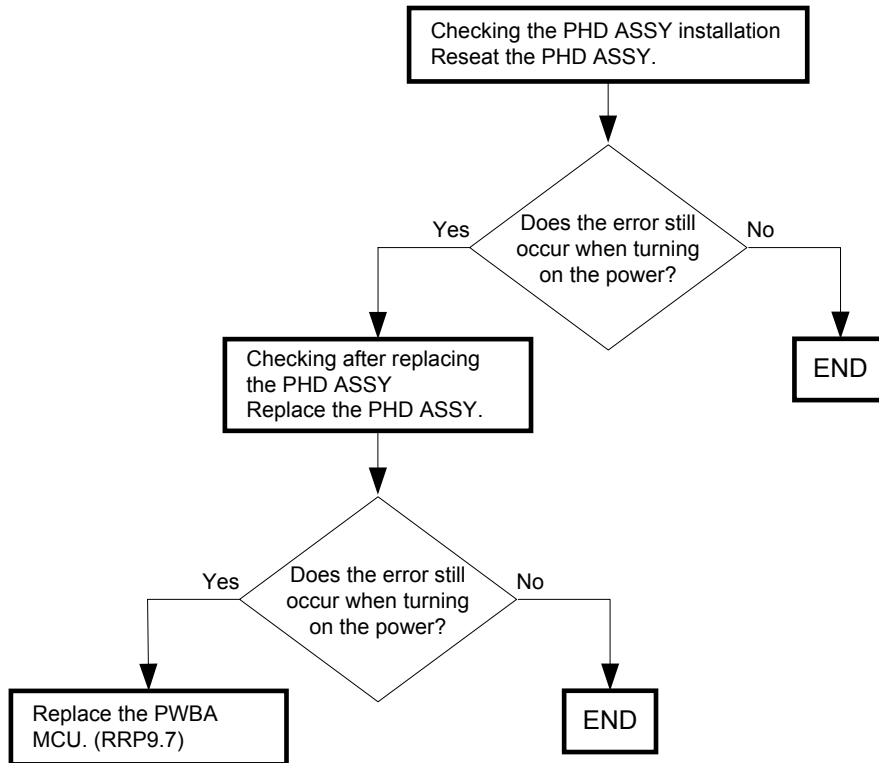 Checking the PHD ASSY installation
Reseat the PHD ASSY.
Does the error still
occur when turning
on the power?
Yes
No
Checking after replacing
the PHD ASSY
Replace the PHD ASSY.
END
Does the error still
occur when turning
on the power?
Yes
No
Replace the PWBA
MCU. (RRP9.7)
END